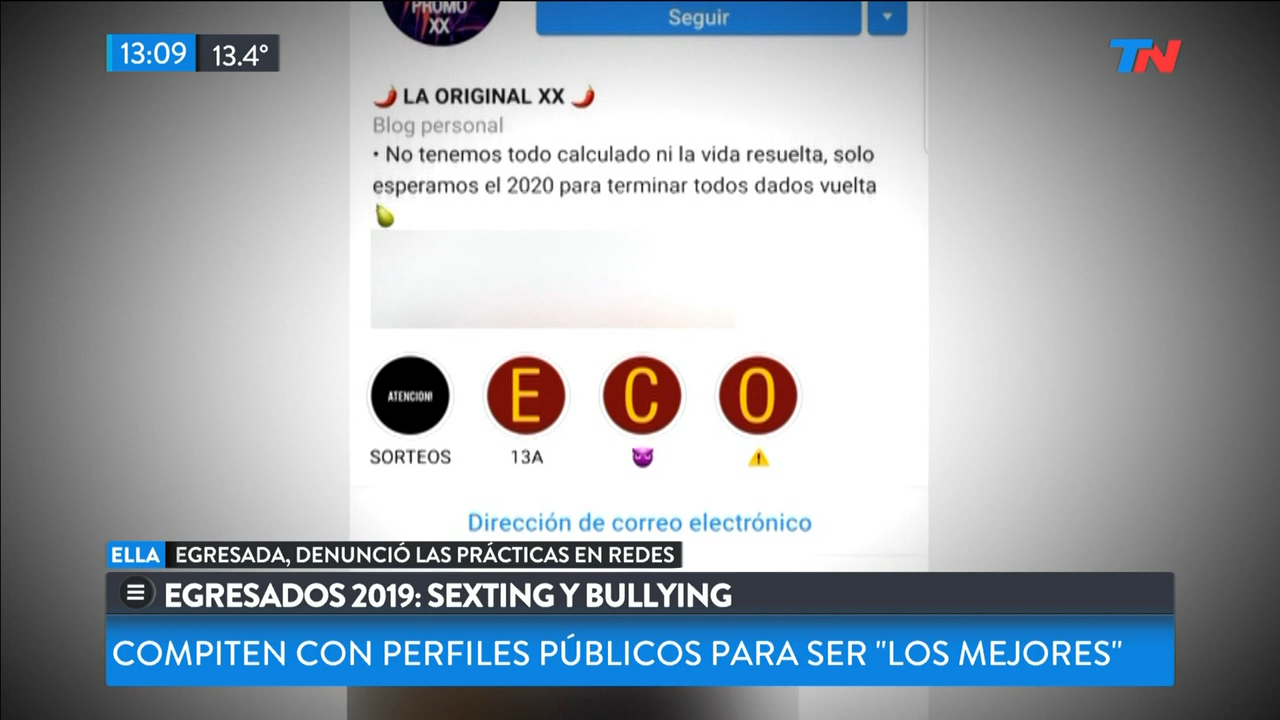 PROMO
XX
Seguir
13:09 13.4°
TN
🌶 LA ORIGINAL XX 🌶
Blog personal
• No tenemos todo calculado ni la vida resuelta, solo
esperamos el 2020 para terminar todos dados vuelta
🍐
ATENCION! E C O
SORTEOS 13A 😈 ⚠
Dirección de correo electrónico
ELLA EGRESADA, DENUNCIÓ LAS PRÁCTICAS EN REDES
EGRESADOS 2019: SEXTING Y BULLYING
COMPITEN CON PERFILES PÚBLICOS PARA SER "LOS MEJORES"